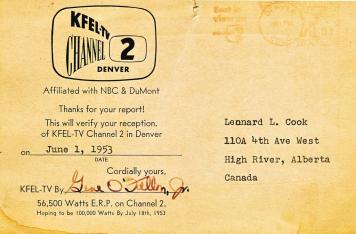 KFEL-TV
CHANNEL 2
DENVER
Affiliated with NBC & DuMont
Thanks for your report!
This will verify your reception.
of KFEL-TV Channel 2 in Denver
on June 1, 1953
DATE
Cordially yours,
KFEL-TV By Gene O'Fallon, Jr.
56,500 Watts E.R.P. on Channel 2.
Hoping to be 100,000 Watts By July 18th, 1953
Leonard L. Cook
110A 4th Ave West
High River, Alberta
Canada